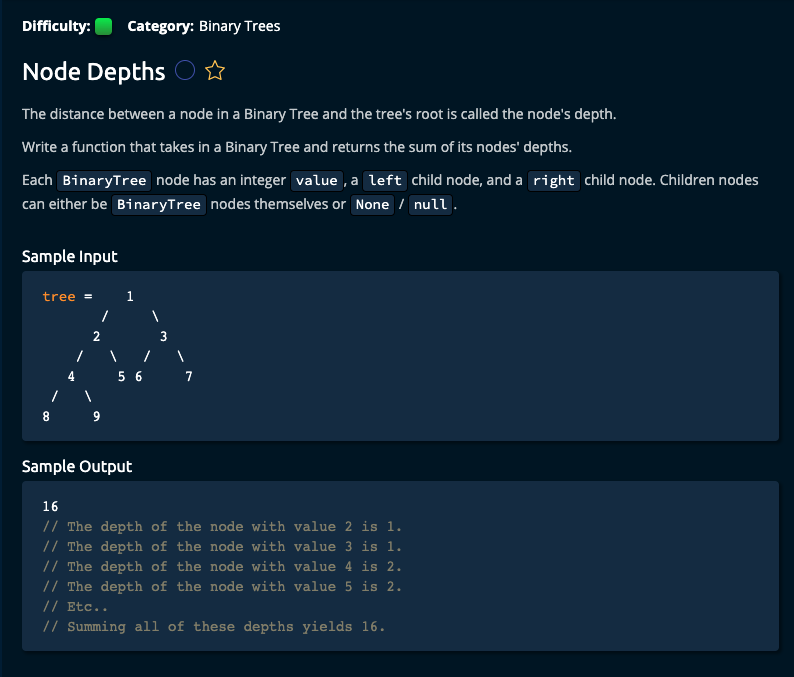 Difficulty: Category: Binary Trees
Node Depths
The distance between a node in a Binary Tree and the tree's root is called the node's depth.
Write a function that takes in a Binary Tree and returns the sum of its nodes' depths.
Each BinaryTree node has an integer value, a left child node, and a right child node. Children nodes
can either be BinaryTree nodes themselves or None / null.
Sample Input
tree =    1
       /     \
      2       3
    /   \   /   \
   4     5 6     7
 /   \
8     9
Sample Output
16
// The depth of the node with value 2 is 1.
// The depth of the node with value 3 is 1.
// The depth of the node with value 4 is 2.
// The depth of the node with value 5 is 2.
// Etc..
// Summing all of these depths yields 16.